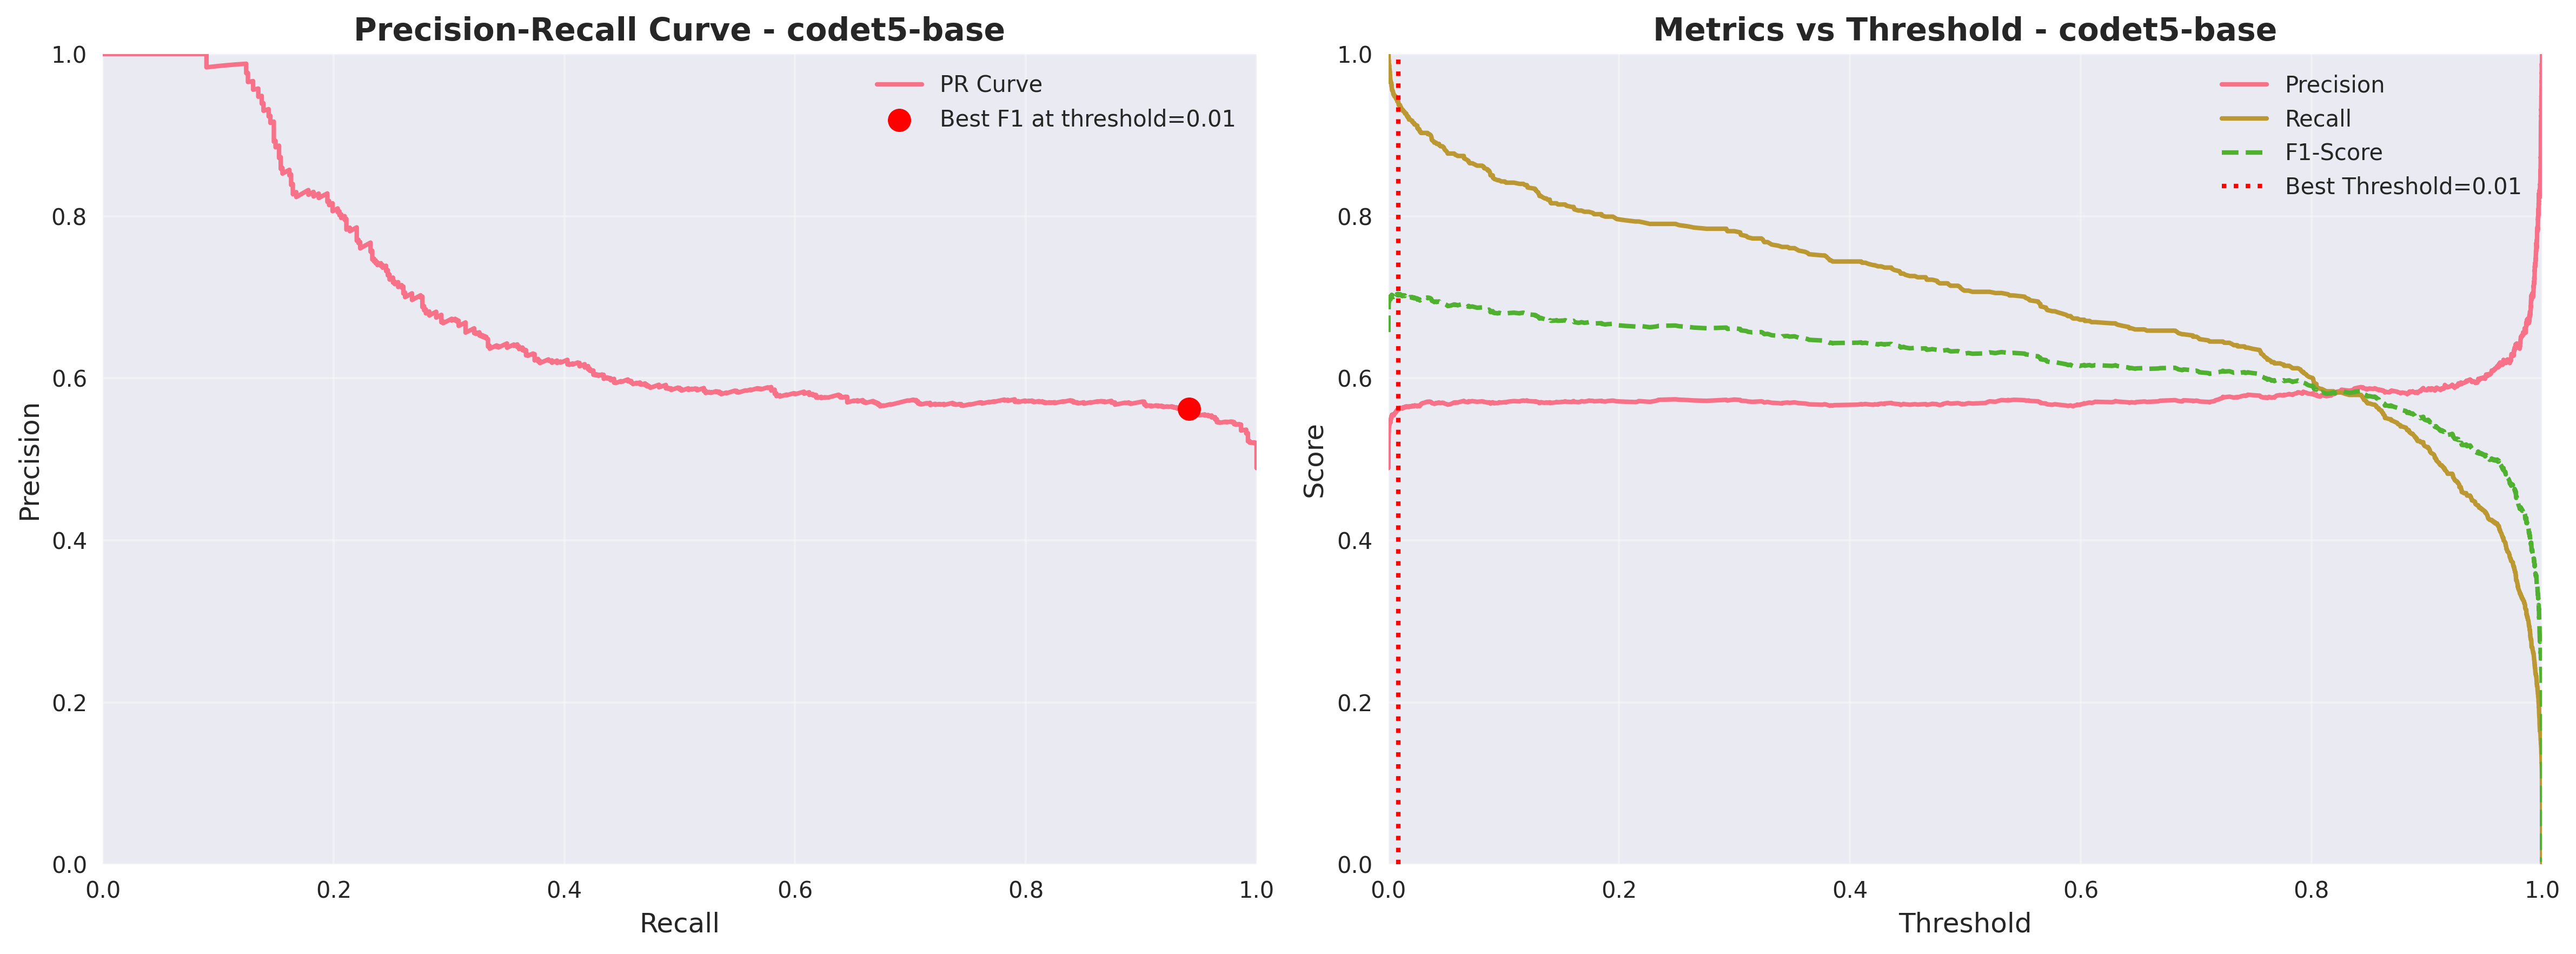 Precision-Recall Curve - codet5-base
PR Curve
Best F1 at threshold=0.01
Precision
1.0
0.8
0.6
0.4
0.2
0.0
0.0 0.2 0.4 0.6 0.8 1.0
Recall
Metrics vs Threshold - codet5-base
Precision
Recall
F1-Score
Best Threshold=0.01
Score
1.0
0.8
0.6
0.4
0.2
0.0
0.0 0.2 0.4 0.6 0.8 1.0
Threshold